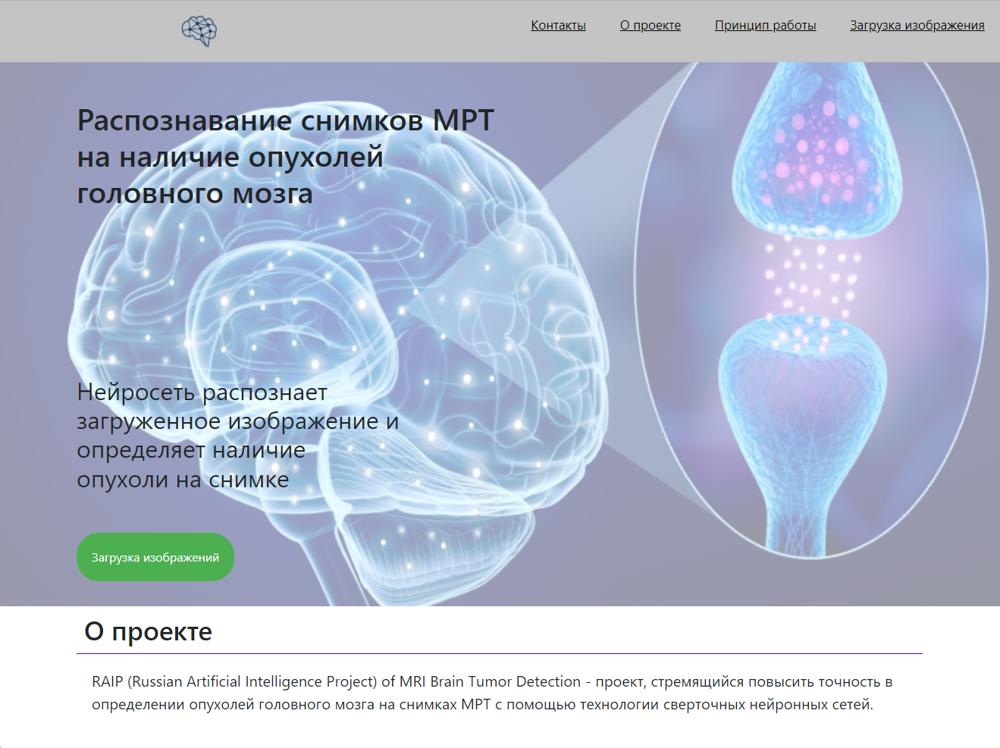 Контакты
О проекте
Принцип работы
Загрузка изображения
Распознавание снимков МРТ
на наличие опухолей
головного мозга
Нейросеть распознает
загруженное изображение и
определяет наличие
опухоли на снимке
Загрузка изображений
О проекте
RAIP (Russian Artificial Intelligence Project) of MRI Brain Tumor Detection - проект, стремящийся повысить точность в
определении опухолей головного мозга на снимках МРТ с помощью технологии сверточных нейронных сетей.